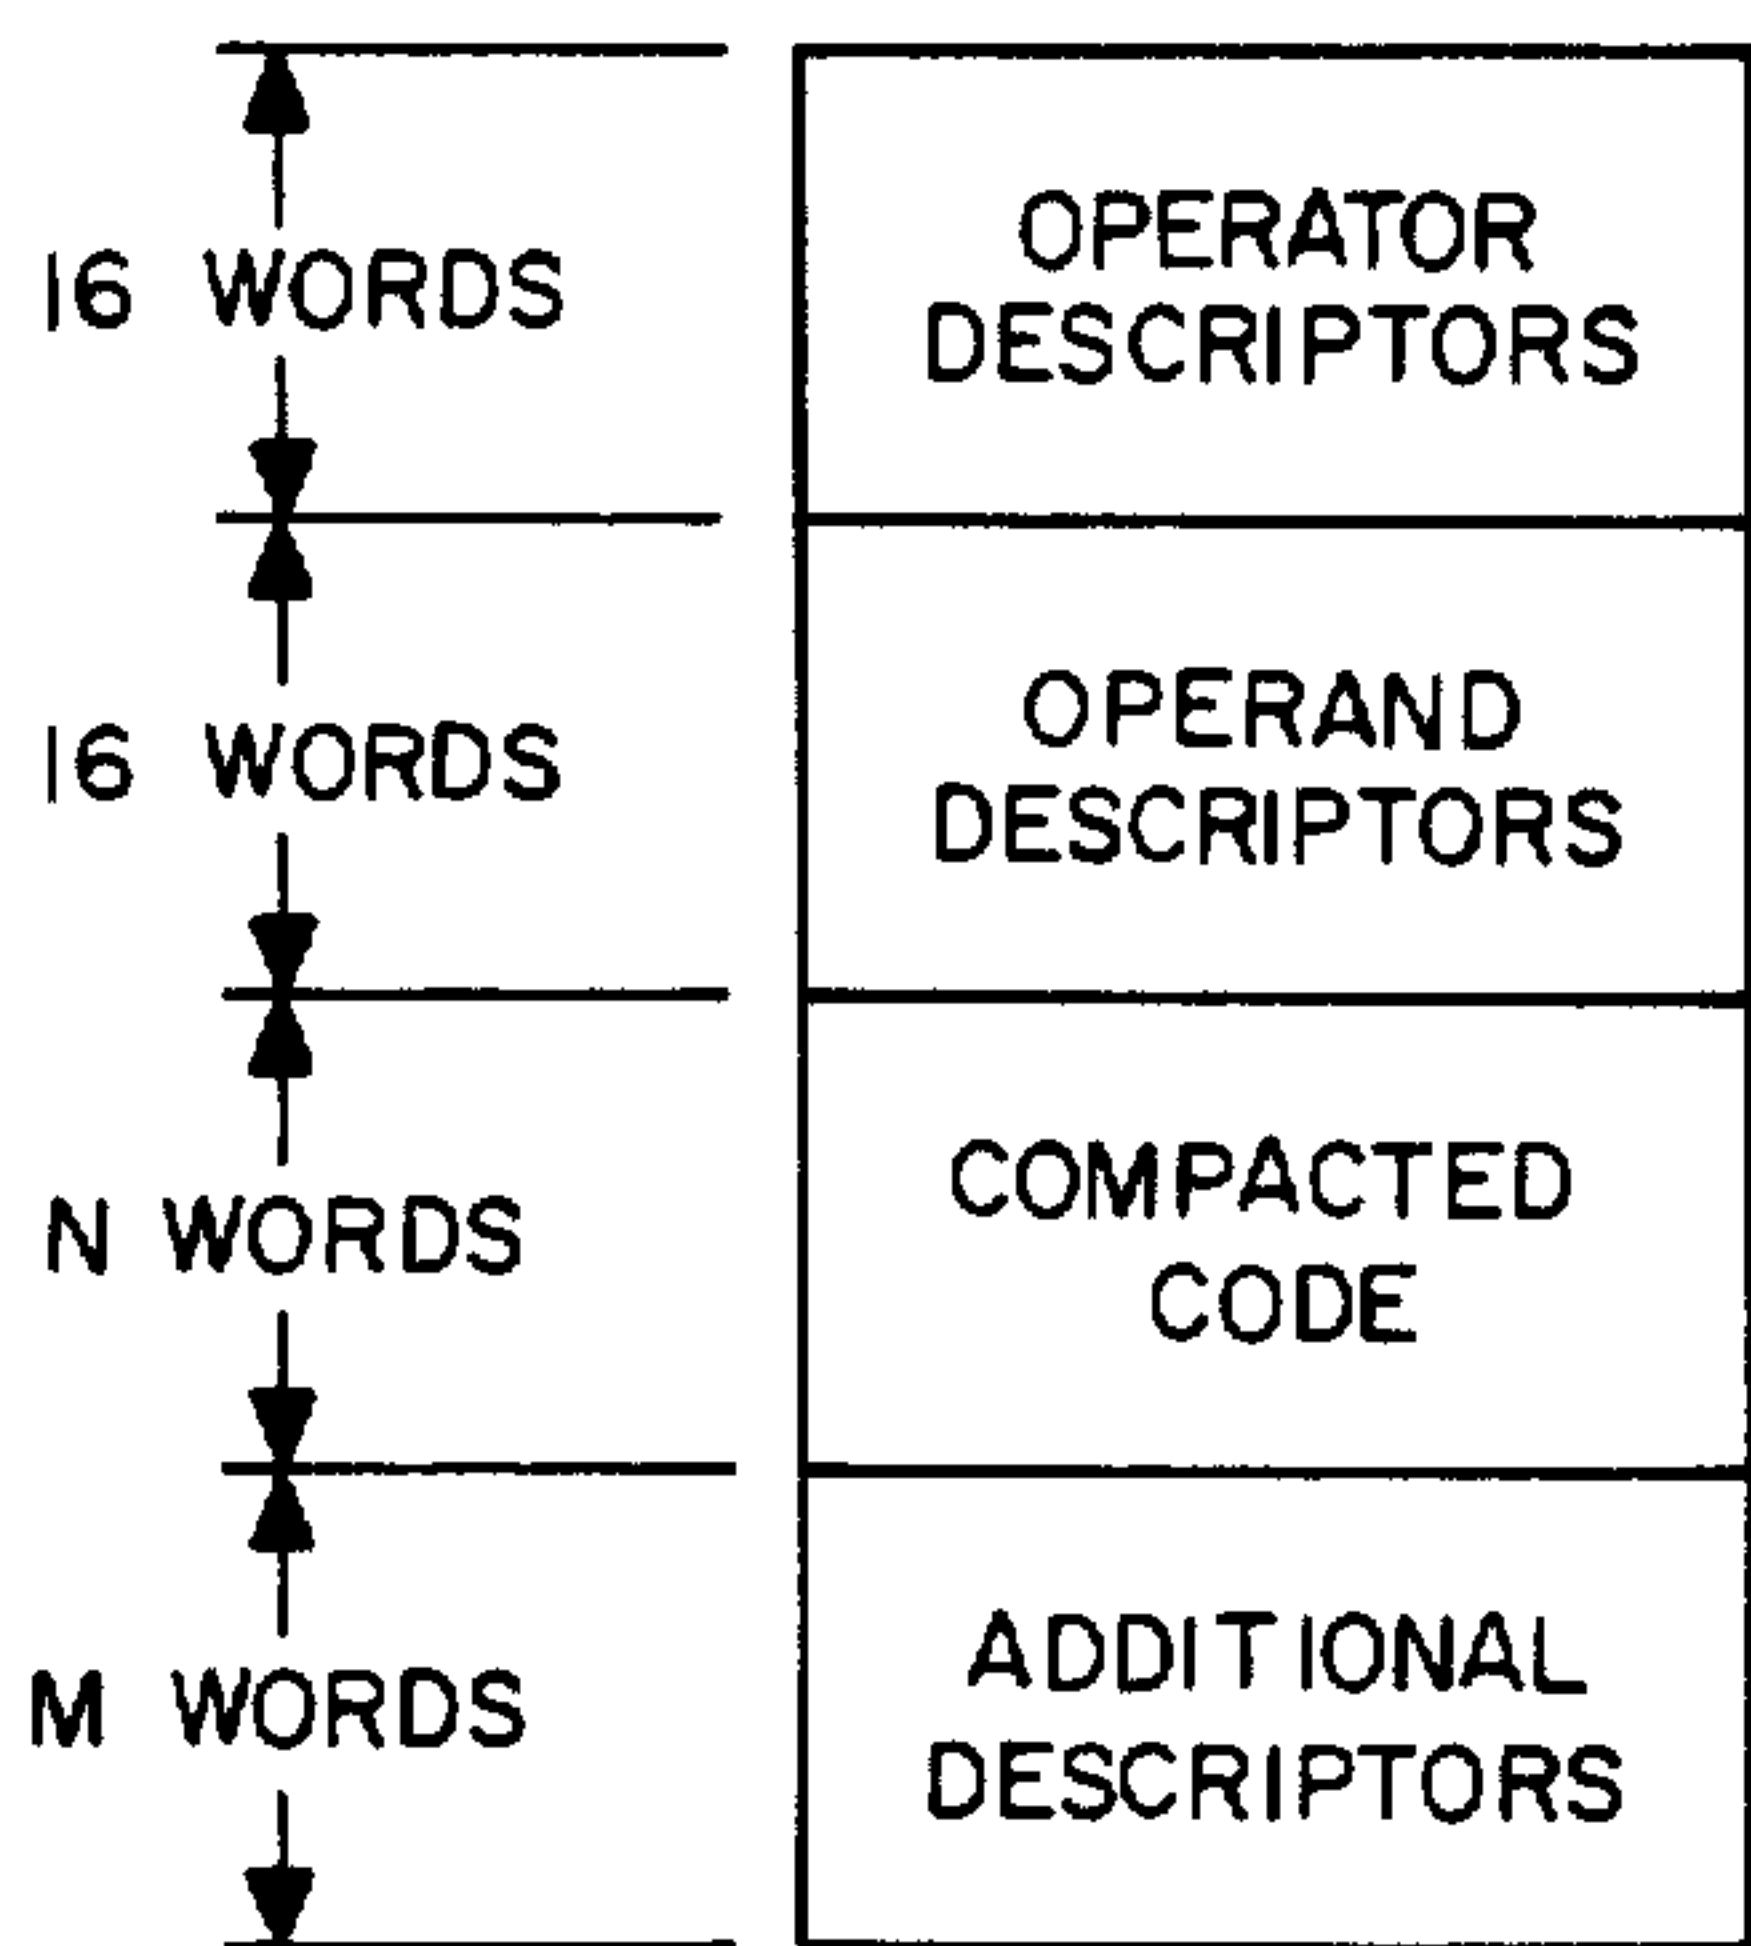 16 WORDS
OPERATOR
DESCRIPTORS
16 WORDS
OPERAND
DESCRIPTORS
N WORDS
COMPACTED
CODE
M WORDS
ADDITIONAL
DESCRIPTORS